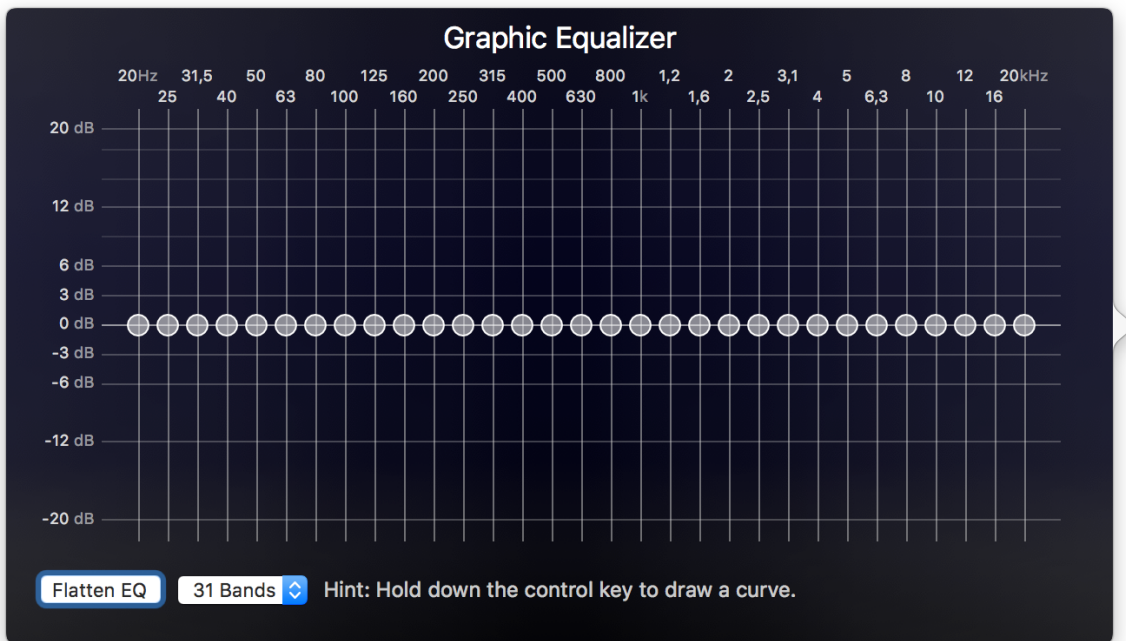 Graphic Equalizer
20Hz 31,5 50 80 125 200 315 500 800 1,2 2 3,1 5 8 12 20kHz
25 40 63 100 160 250 400 630 1k 1,6 2,5 4 6,3 10 16
20 dB
12 dB
6 dB
3 dB
0 dB
-3 dB
-6 dB
-12 dB
-20 dB
Flatten EQ 31 Bands Hint: Hold down the control key to draw a curve.